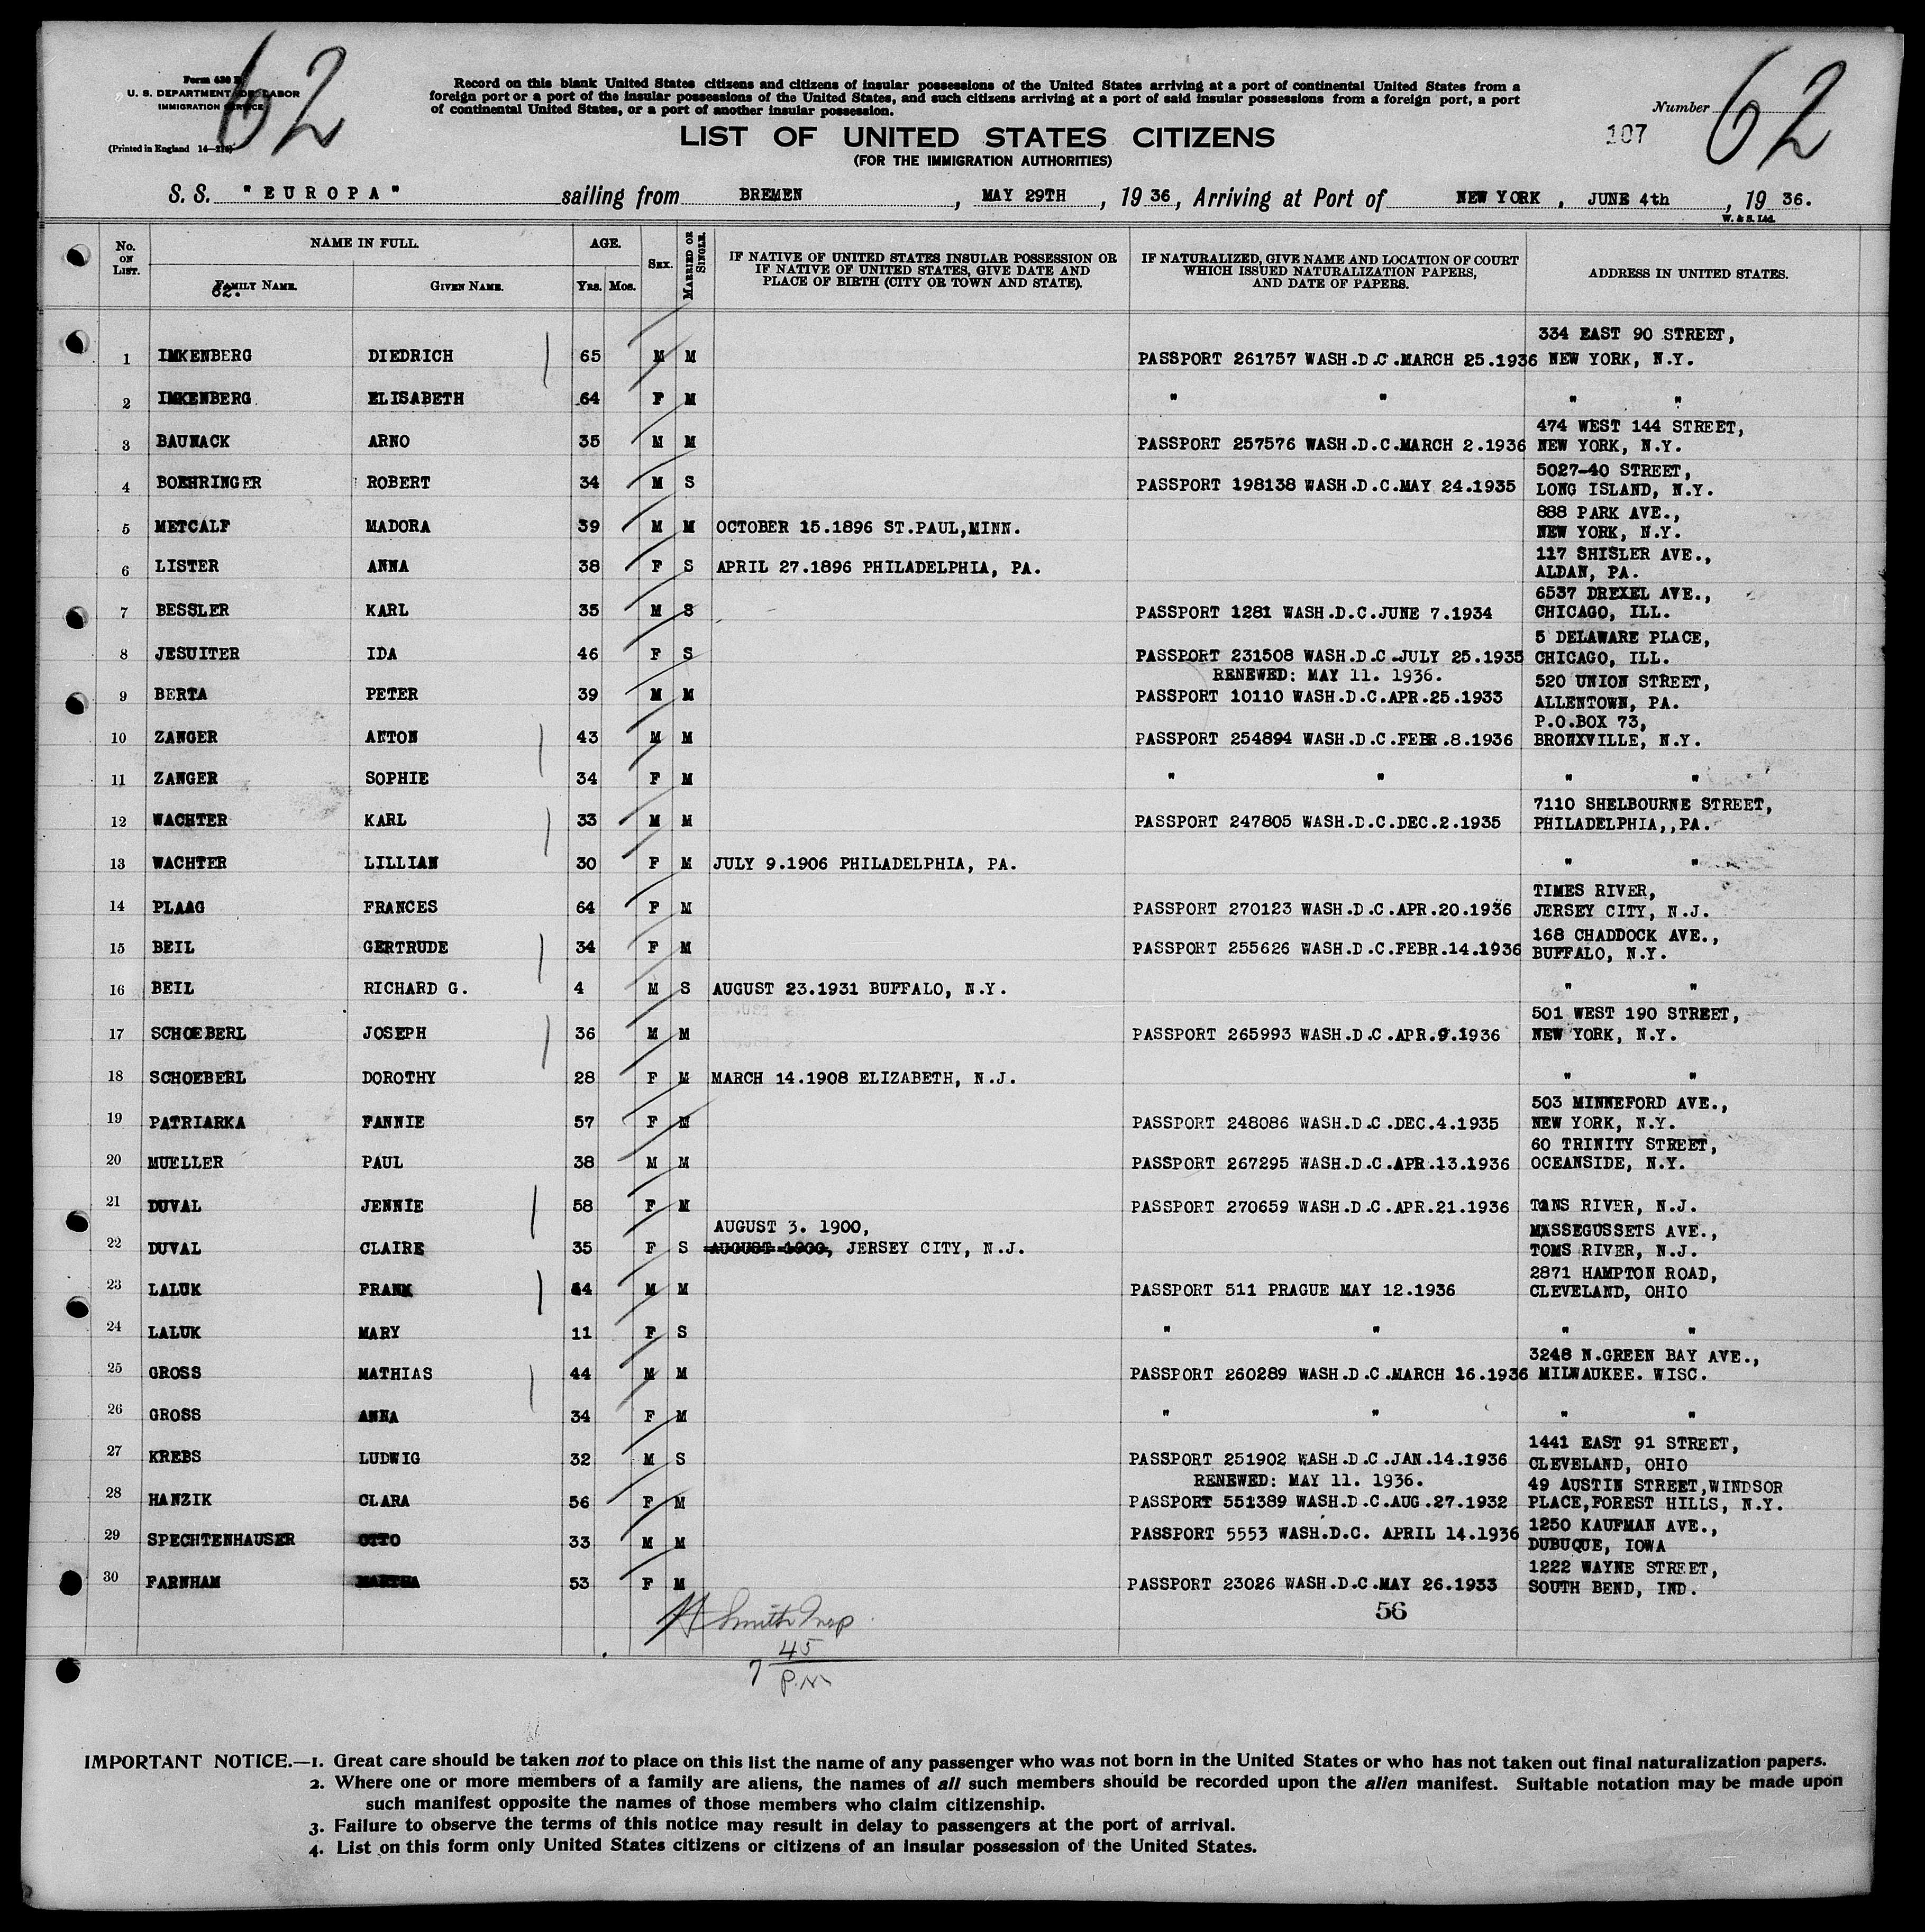 62
62
Form 630 B
U. S. DEPARTMENT OF LABOR
IMMIGRATION SERVICE
(Printed in England 14—
Record on this blank United States citizens and citizens of insular possessions of the United States arriving at a port of continental United States from a
foreign port or a port of the insular possessions of the United States, and such citizens arriving at a port of said insular possessions from a foreign port, a port
of continental United States, or a port of another insular possession.
Number
107
LIST OF UNITED STATES CITIZENS
(FOR THE IMMIGRATION AUTHORITIES)
S. S. "EUROPA" sailing from BREMEN, MAY 29TH, 1936, Arriving at Port of NEW YORK, JUNE 4th, 1936.
W. & S. Ltd.
No. ON LIST. NAME IN FULL. AGE. SEX. MARRIED OR SINGLE. IF NATIVE OF UNITED STATES INSULAR POSSESSION OR IF NATIVE OF UNITED STATES, GIVE DATE AND PLACE OF BIRTH (CITY OR TOWN AND STATE). IF NATURALIZED, GIVE NAME AND LOCATION OF COURT WHICH ISSUED NATURALIZATION PAPERS, AND DATE OF PAPERS. ADDRESS IN UNITED STATES.
FAMILY NAME. GIVEN NAME. Yrs. Mos.
62.
334 EAST 90 STREET,
1 IMKENBERG DIEDRICH 65 M M PASSPORT 261757 WASH.D.C.MARCH 25.1936 NEW YORK, N.Y.
2 IMKENBERG ELISABETH 64 F M " " " "
474 WEST 144 STREET,
3 BAUNACK ARNO 35 M M PASSPORT 257576 WASH.D.C.MARCH 2.1936 NEW YORK, N.Y.
5027-40 STREET,
4 BOEHRINGER ROBERT 34 M S PASSPORT 198138 WASH.D.C.MAY 24.1935 LONG ISLAND, N.Y.
888 PARK AVE.,
5 METCALF MADORA 39 M M OCTOBER 15.1896 ST.PAUL,MINN. NEW YORK, N.Y.
117 SHISLER AVE.,
6 LISTER ANNA 38 F S APRIL 27.1896 PHILADELPHIA, PA. ALDAN, PA.
6537 DREXEL AVE.,
7 BESSLER KARL 35 M S PASSPORT 1281 WASH.D.C.JUNE 7.1934 CHICAGO, ILL.
5 DELAWARE PLACE,
8 JESUITER IDA 46 F S PASSPORT 231508 WASH.D.C.JULY 25.1935 CHICAGO, ILL.
RENEWED: MAY 11. 1936. 520 UNION STREET,
9 BERTA PETER 39 M M PASSPORT 10110 WASH.D.C.APR.25.1933 ALLENTOWN, PA.
P.O.BOX 73,
10 ZANGER ANTON 43 M M PASSPORT 254894 WASH.D.C.FEBR.8.1936 BRONXVILLE, N.Y.
11 ZANGER SOPHIE 34 F M " " " "
7110 SHELBOURNE STREET,
12 WACHTER KARL 33 M M PASSPORT 247805 WASH.D.C.DEC.2.1935 PHILADELPHIA,,PA.
13 WACHTER LILLIAN 30 F M JULY 9.1906 PHILADELPHIA, PA. " "
TIMES RIVER,
14 PLAAG FRANCES 64 F M PASSPORT 270123 WASH.D.C.APR.20.1936 JERSEY CITY, N.J.
168 CHADDOCK AVE.,
15 BEIL GERTRUDE 34 F M PASSPORT 255626 WASH.D.C.FEBR.14.1936 BUFFALO, N.Y.
16 BEIL RICHARD G. 4 M S AUGUST 23.1931 BUFFALO, N.Y. " "
501 WEST 190 STREET,
17 SCHOEBERL JOSEPH 36 M M PASSPORT 265993 WASH.D.C.APR.9.1936 NEW YORK, N.Y.
18 SCHOEBERL DOROTHY 28 F M MARCH 14.1908 ELIZABETH, N.J. " "
503 MINNEFORD AVE.,
19 PATRIARKA FANNIE 57 F M PASSPORT 248086 WASH.D.C.DEC.4.1935 NEW YORK, N.Y.
60 TRINITY STREET,
20 MUELLER PAUL 38 M M PASSPORT 267295 WASH.D.C.APR.13.1936 OCEANSIDE, N.Y.
21 DUVAL JENNIE 58 F M PASSPORT 270659 WASH.D.C.APR.21.1936 TONS RIVER, N.J.
AUGUST 3. 1900, MASSEGUSSETS AVE.,
22 DUVAL CLAIRE 35 F S AUGUST 1900, JERSEY CITY, N.J. TOMS RIVER, N.J.
2871 HAMPTON ROAD,
23 LALUK FRANK 44 M M PASSPORT 511 PRAGUE MAY 12.1936 CLEVELAND, OHIO
24 LALUK MARY 11 F S " " " "
3248 N.GREEN BAY AVE.,
25 GROSS MATHIAS 44 M M PASSPORT 260289 WASH.D.C.MARCH 16.1936 MILWAUKEE. WISC.
26 GROSS ANNA 34 F M " " " "
1441 EAST 91 STREET,
27 KREBS LUDWIG 32 M S PASSPORT 251902 WASH.D.C.JAN.14.1936 CLEVELAND, OHIO
RENEWED: MAY 11. 1936. 49 AUSTIN STREET,WINDSOR
28 HANZIK CLARA 56 F M PASSPORT 551389 WASH.D.C.AUG.27.1932 PLACE,FOREST HILLS, N.Y.
1250 KAUFMAN AVE.,
29 SPECHTENHAUSER OTTO 33 M M PASSPORT 5553 WASH.D.C. APRIL 14.1936 DUBUQUE, IOWA
1222 WAYNE STREET,
30 FARNHAM MARTHA 53 F M PASSPORT 23026 WASH.D.C.MAY 26.1933 SOUTH BEND, IND.
56
Smith Insp
7 45
P.M
IMPORTANT NOTICE.—1. Great care should be taken not to place on this list the name of any passenger who was not born in the United States or who has not taken out final naturalization papers.
2. Where one or more members of a family are aliens, the names of all such members should be recorded upon the alien manifest. Suitable notation may be made upon
such manifest opposite the names of those members who claim citizenship.
3. Failure to observe the terms of this notice may result in delay to passengers at the port of arrival.
4. List on this form only United States citizens or citizens of an insular possession of the United States.